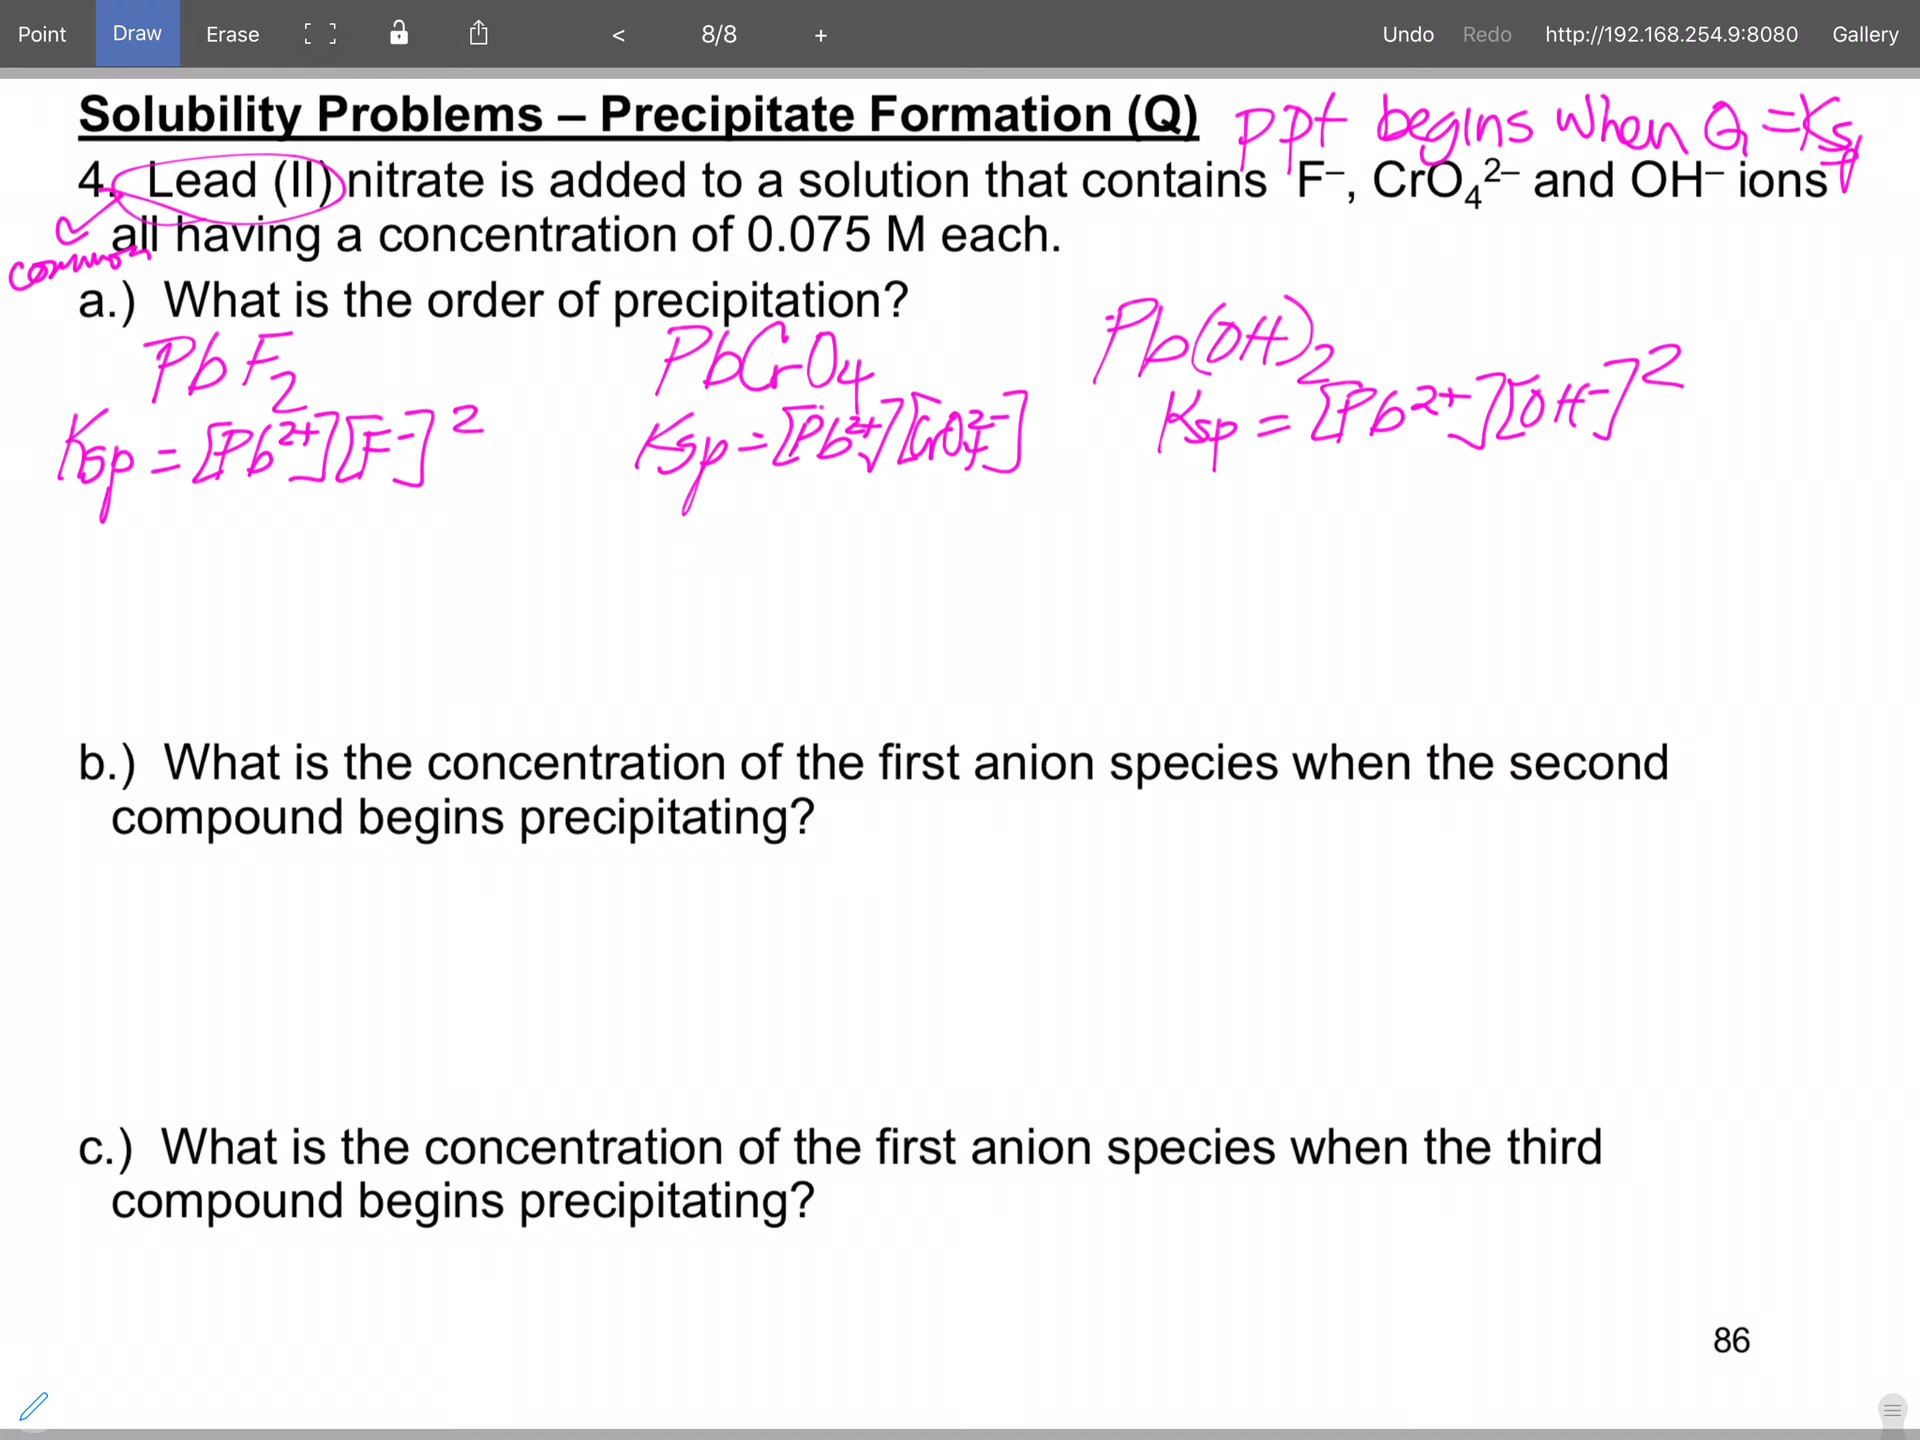 Point Draw Erase < 8/8 + Undo Redo http://192.168.254.9:8080 Gallery
Solubility Problems – Precipitate Formation (Q) ppt begins when Q = Ksp
4. Lead (II) nitrate is added to a solution that contains F⁻, CrO₄²⁻ and OH⁻ ions
all having a concentration of 0.075 M each.
common
a.) What is the order of precipitation?
PbF₂ PbCrO₄ Pb(OH)₂
Ksp = [Pb²⁺][F⁻]² Ksp = [Pb²⁺][CrO₄²⁻] Ksp = [Pb²⁺][OH⁻]²
b.) What is the concentration of the first anion species when the second
compound begins precipitating?
c.) What is the concentration of the first anion species when the third
compound begins precipitating?
86